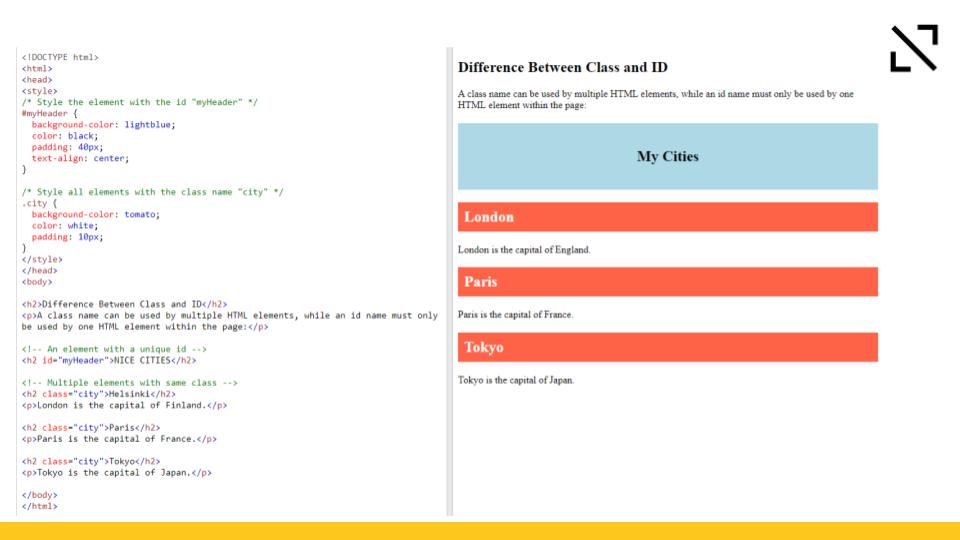 <!DOCTYPE html>
<html>
<head>
<style>
/* Style the element with the id "myHeader" */
#myHeader {
  background-color: lightblue;
  color: black;
  padding: 40px;
  text-align: center;
}
/* Style all elements with the class name "city" */
.city {
  background-color: tomato;
  color: white;
  padding: 10px;
}
</style>
</head>
<body>
<h2>Difference Between Class and ID</h2>
<p>A class name can be used by multiple HTML elements, while an id name must only
be used by one HTML element within the page:</p>
<!-- An element with a unique id -->
<h2 id="myHeader">NICE CITIES</h2>
<!-- Multiple elements with same class -->
<h2 class="city">Helsinki</h2>
<p>London is the capital of Finland.</p>
<h2 class="city">Paris</h2>
<p>Paris is the capital of France.</p>
<h2 class="city">Tokyo</h2>
<p>Tokyo is the capital of Japan.</p>
</body>
</html>
Difference Between Class and ID
A class name can be used by multiple HTML elements, while an id name must only be used by one
HTML element within the page:
My Cities
London
London is the capital of England.
Paris
Paris is the capital of France.
Tokyo
Tokyo is the capital of Japan.